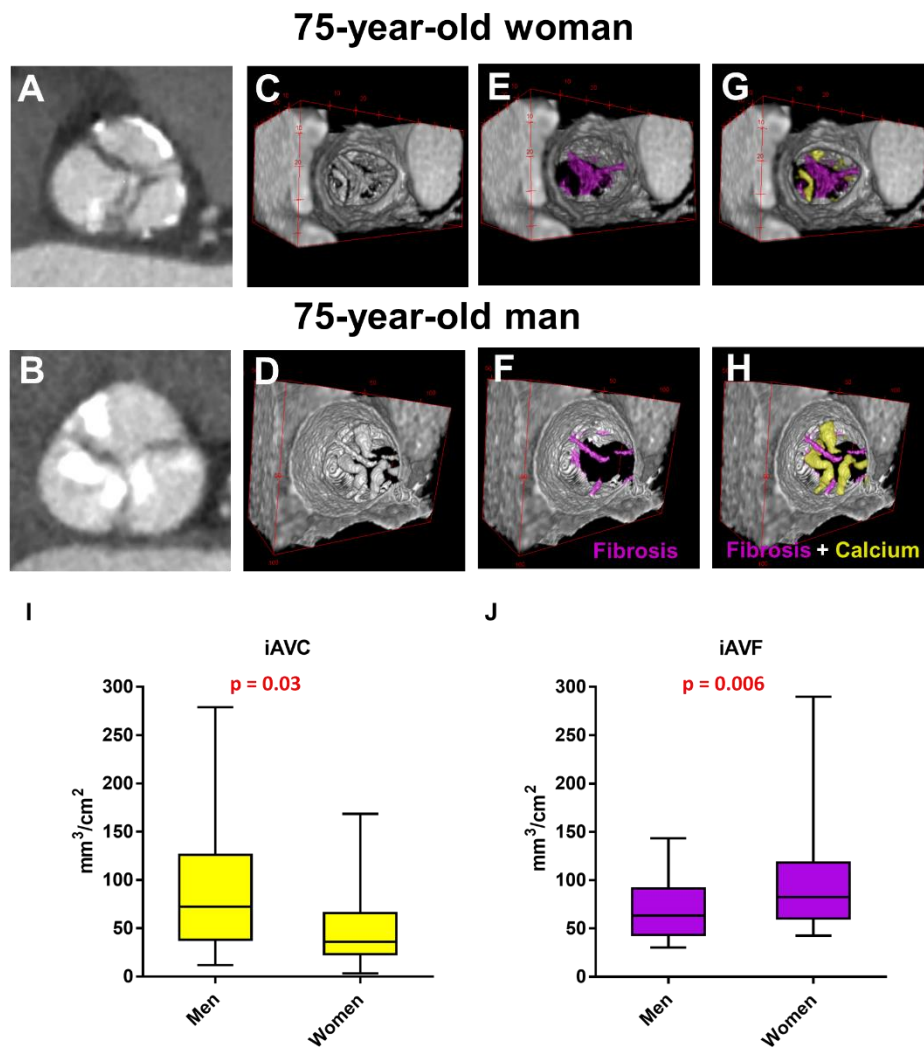 75-year-old woman
A
C
E
G
75-year-old man
B
D
F
H
Fibrosis
Fibrosis + Calcium
I
J
iAVC
iAVF
p = 0.03
p = 0.006
mm³/cm²
300
250
200
150
100
50
0
Men
Women
mm³/cm²
300
250
200
150
100
50
0
Men
Women